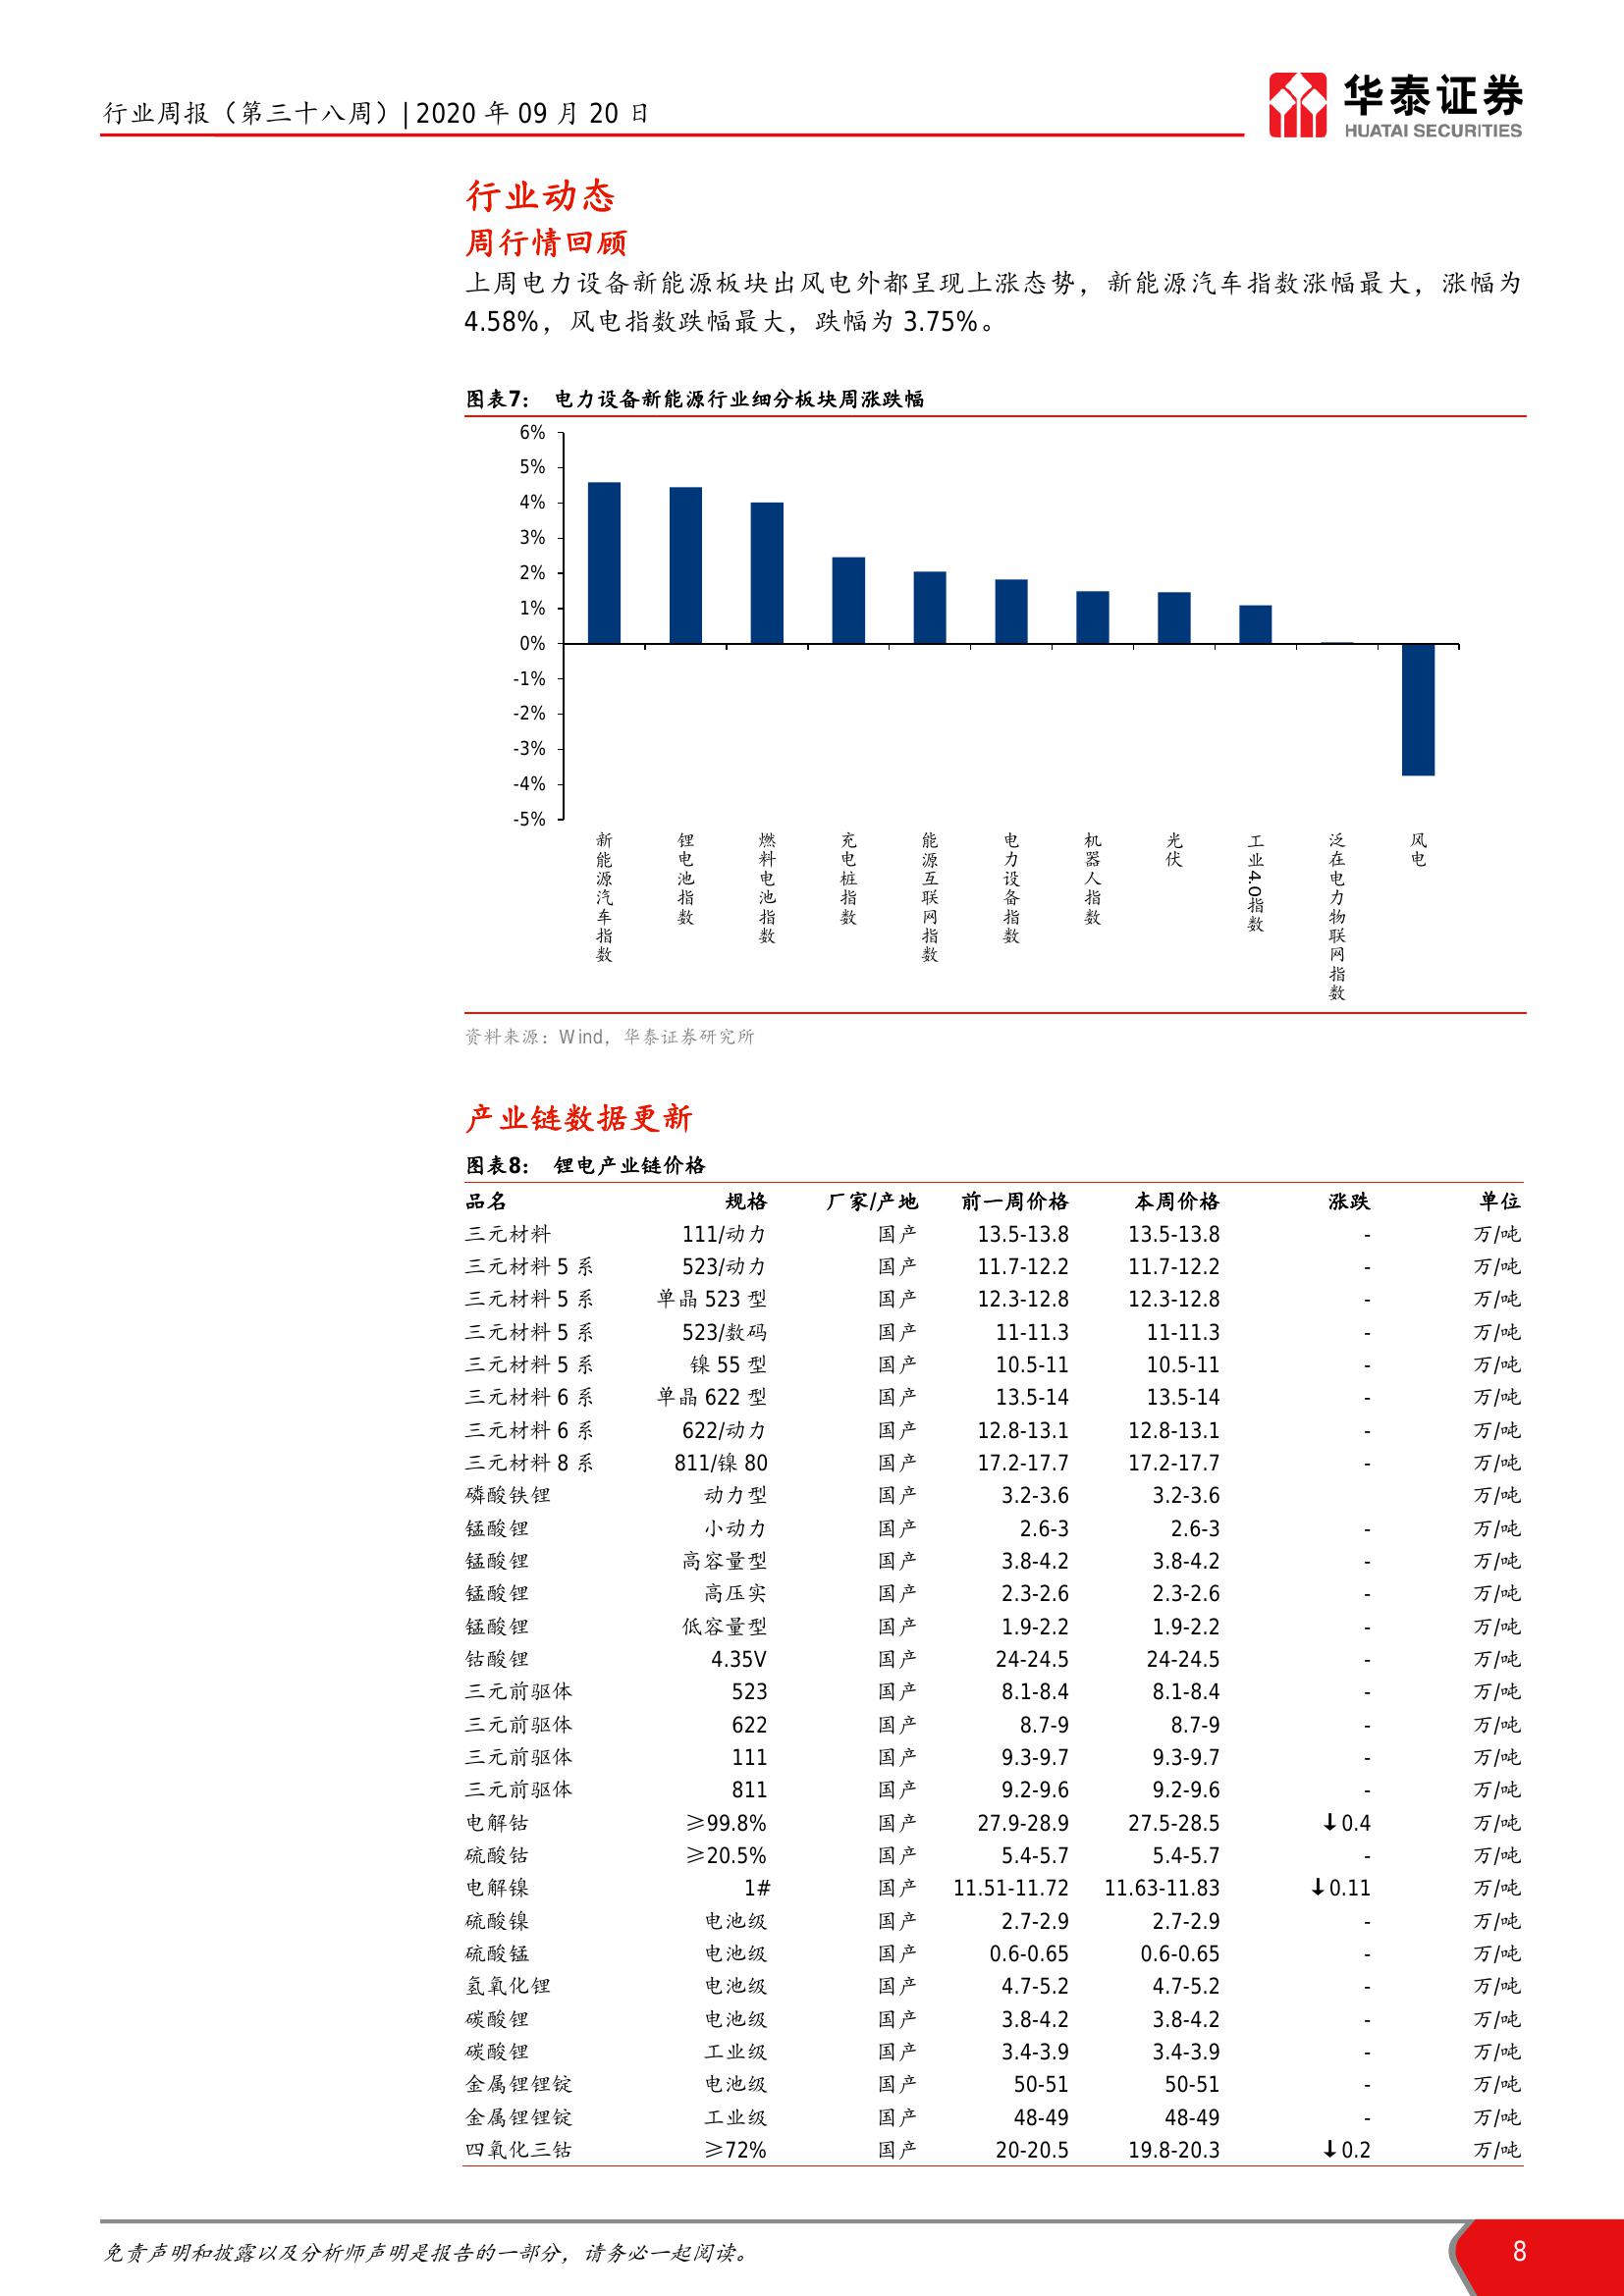 行业周报（第三十八周）| 2020 年 09 月 20 日
华泰证券
HUATAI SECURITIES
行业动态
周行情回顾
上周电力设备新能源板块出风电外都呈现上涨态势，新能源汽车指数涨幅最大，涨幅为
4.58%，风电指数跌幅最大，跌幅为 3.75%。
图表7： 电力设备新能源行业细分板块周涨跌幅
6%
5%
4%
3%
2%
1%
0%
-1%
-2%
-3%
-4%
-5%
新能源汽车指数
锂电池指数
燃料电池指数
充电桩指数
能源互联网指数
电力设备指数
机器人指数
光伏
工业4.0指数
泛在电力物联网指数
风电
资料来源：Wind，华泰证券研究所
产业链数据更新
图表8： 锂电产业链价格
品名 规格 厂家/产地 前一周价格 本周价格 涨跌 单位
三元材料 111/动力 国产 13.5-13.8 13.5-13.8 - 万/吨
三元材料 5 系 523/动力 国产 11.7-12.2 11.7-12.2 - 万/吨
三元材料 5 系 单晶 523 型 国产 12.3-12.8 12.3-12.8 - 万/吨
三元材料 5 系 523/数码 国产 11-11.3 11-11.3 - 万/吨
三元材料 5 系 镍 55 型 国产 10.5-11 10.5-11 - 万/吨
三元材料 6 系 单晶 622 型 国产 13.5-14 13.5-14 - 万/吨
三元材料 6 系 622/动力 国产 12.8-13.1 12.8-13.1 - 万/吨
三元材料 8 系 811/镍 80 国产 17.2-17.7 17.2-17.7 - 万/吨
磷酸铁锂 动力型 国产 3.2-3.6 3.2-3.6 万/吨
锰酸锂 小动力 国产 2.6-3 2.6-3 - 万/吨
锰酸锂 高容量型 国产 3.8-4.2 3.8-4.2 - 万/吨
锰酸锂 高压实 国产 2.3-2.6 2.3-2.6 - 万/吨
锰酸锂 低容量型 国产 1.9-2.2 1.9-2.2 - 万/吨
钴酸锂 4.35V 国产 24-24.5 24-24.5 - 万/吨
三元前驱体 523 国产 8.1-8.4 8.1-8.4 - 万/吨
三元前驱体 622 国产 8.7-9 8.7-9 - 万/吨
三元前驱体 111 国产 9.3-9.7 9.3-9.7 - 万/吨
三元前驱体 811 国产 9.2-9.6 9.2-9.6 - 万/吨
电解钴 ≥99.8% 国产 27.9-28.9 27.5-28.5 ↓0.4 万/吨
硫酸钴 ≥20.5% 国产 5.4-5.7 5.4-5.7 - 万/吨
电解镍 1# 国产 11.51-11.72 11.63-11.83 ↓0.11 万/吨
硫酸镍 电池级 国产 2.7-2.9 2.7-2.9 - 万/吨
硫酸锰 电池级 国产 0.6-0.65 0.6-0.65 - 万/吨
氢氧化锂 电池级 国产 4.7-5.2 4.7-5.2 - 万/吨
碳酸锂 电池级 国产 3.8-4.2 3.8-4.2 - 万/吨
碳酸锂 工业级 国产 3.4-3.9 3.4-3.9 - 万/吨
金属锂锂锭 电池级 国产 50-51 50-51 - 万/吨
金属锂锂锭 工业级 国产 48-49 48-49 - 万/吨
四氧化三钴 ≥72% 国产 20-20.5 19.8-20.3 ↓0.2 万/吨
免责声明和披露以及分析师声明是报告的一部分，请务必一起阅读。
8